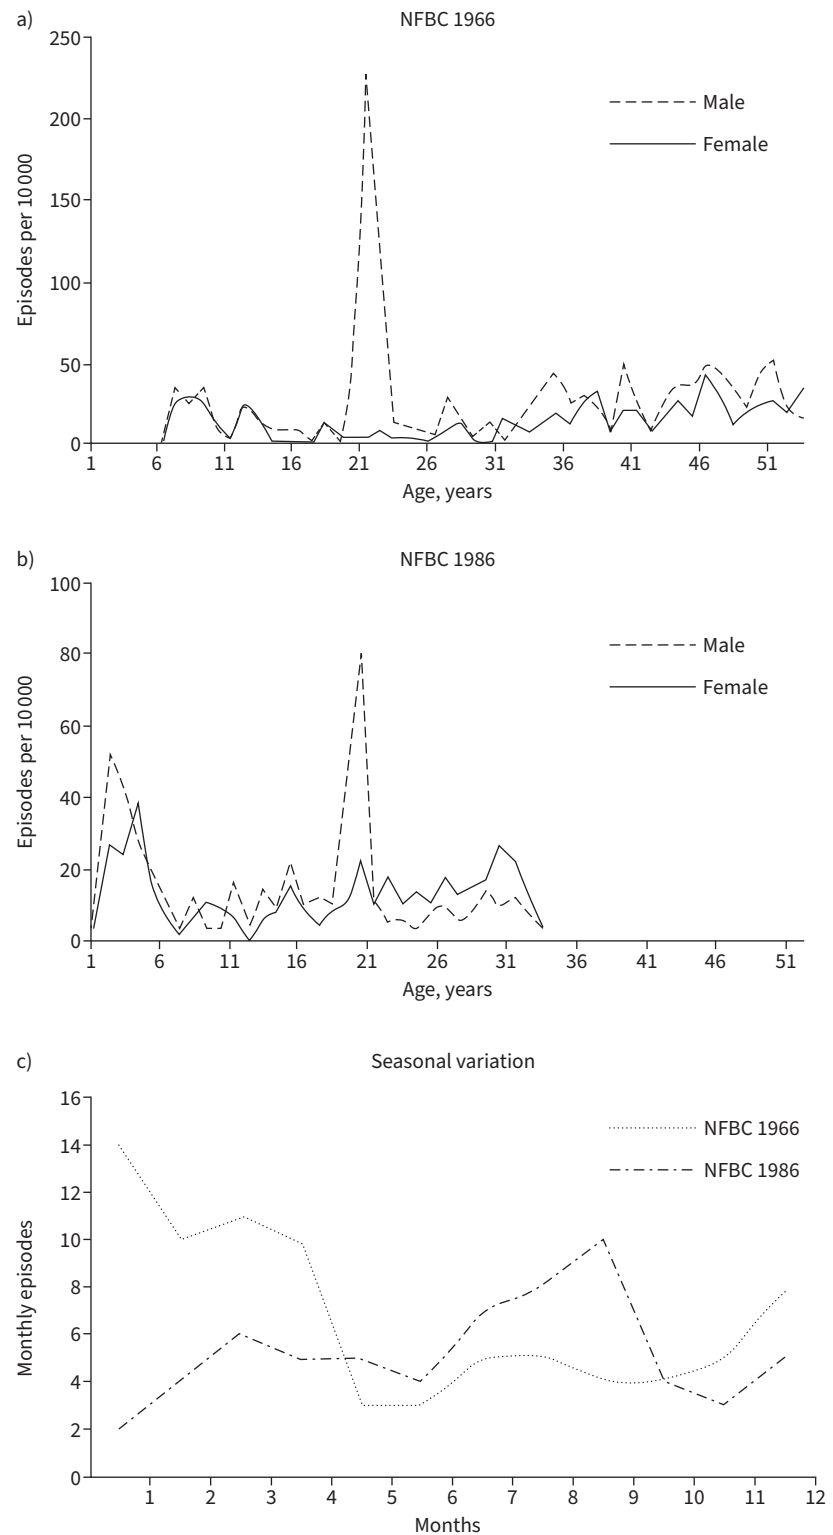 a)
NFBC 1966
250
200
150
100
50
0
Episodes per 10 000
Male
Female
1 6 11 16 21 26 31 36 41 46 51
Age, years
b)
NFBC 1986
100
80
60
40
20
0
Episodes per 10 000
Male
Female
1 6 11 16 21 26 31 36 41 46 51
Age, years
c)
Seasonal variation
16
14
12
10
8
6
4
2
0
Monthly episodes
NFBC 1966
NFBC 1986
1 2 3 4 5 6 7 8 9 10 11 12
Months